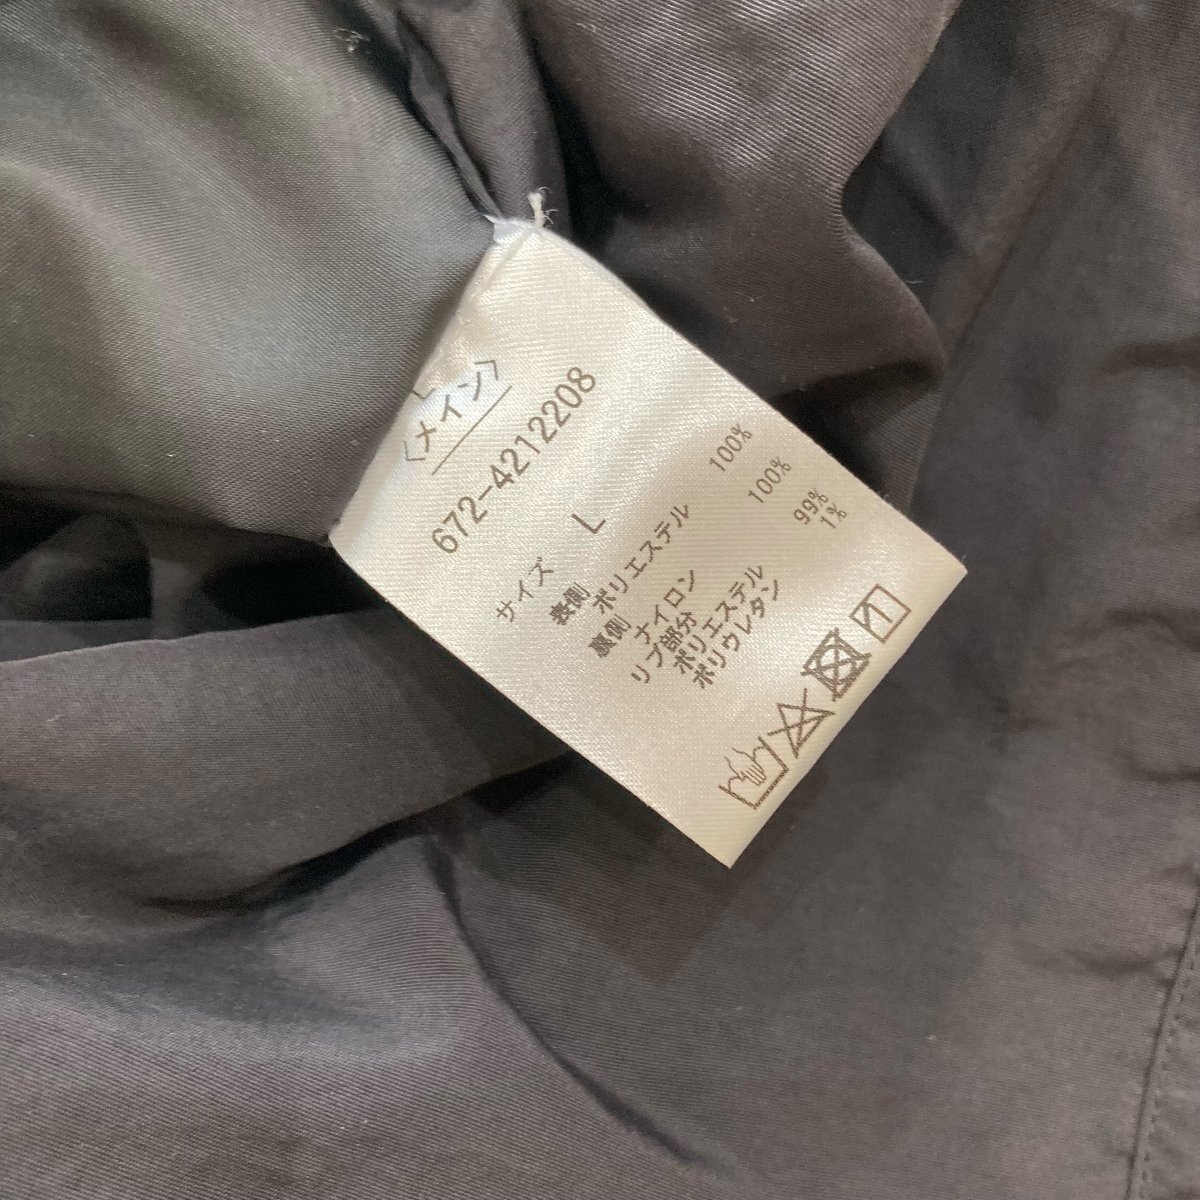 〈メイン〉
672-4212208
サイズ L
表側
ポリエステル 100%
裏側
ナイロン 100%
リブ部分
ポリエステル 99%
ポリウレタン 1%